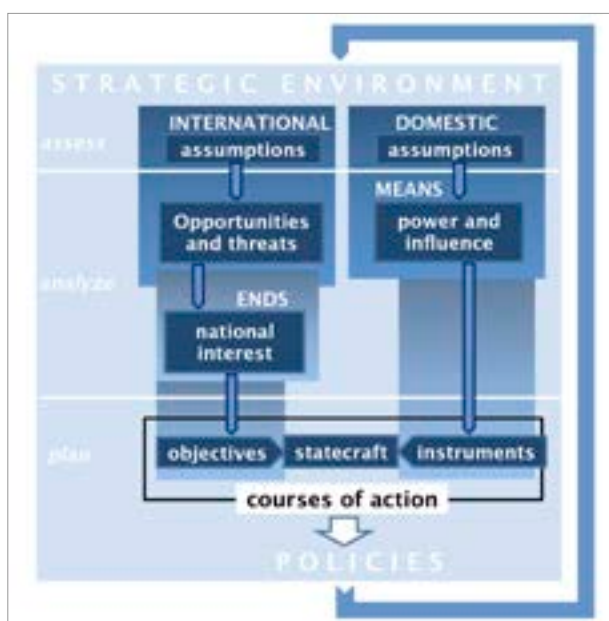 STRATEGIC ENVIRONMENT
assess
INTERNATIONAL
assumptions
DOMESTIC
assumptions
analyze
Opportunities
and threats
MEANS
power and
influence
ENDS
national
interest
plan
objectives
statecraft
instruments
courses of action
POLICIES